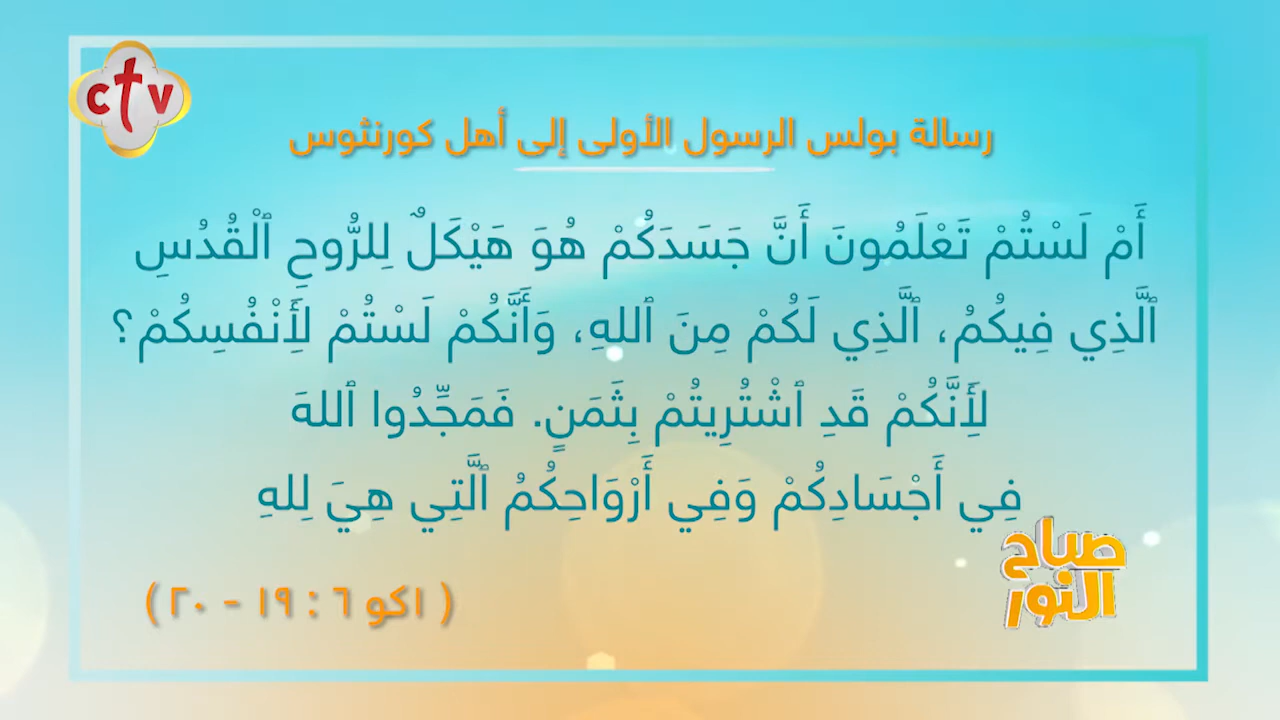 ctv
رسالة بولس الرسول الأولى إلى أهل كورنثوس
أَمْ لَسْتُمْ تَعْلَمُونَ أَنَّ جَسَدَكُمْ هُوَ هَيْكَلٌ لِلرُّوحِ ٱلْقُدُسِ
ٱلَّذِي فِيكُمُ، ٱلَّذِي لَكُمْ مِنَ ٱللهِ، وَأَنَّكُمْ لَسْتُمْ لِأَنْفُسِكُمْ؟
لِأَنَّكُمْ قَدِ ٱشْتُرِيتُمْ بِثَمَنٍ. فَمَجِّدُوا ٱللهَ
فِي أَجْسَادِكُمْ وَفِي أَرْوَاحِكُمُ ٱلَّتِي هِيَ لِلهِ
صباح
النور
( ١كو ٦ : ١٩ - ٢٠ )